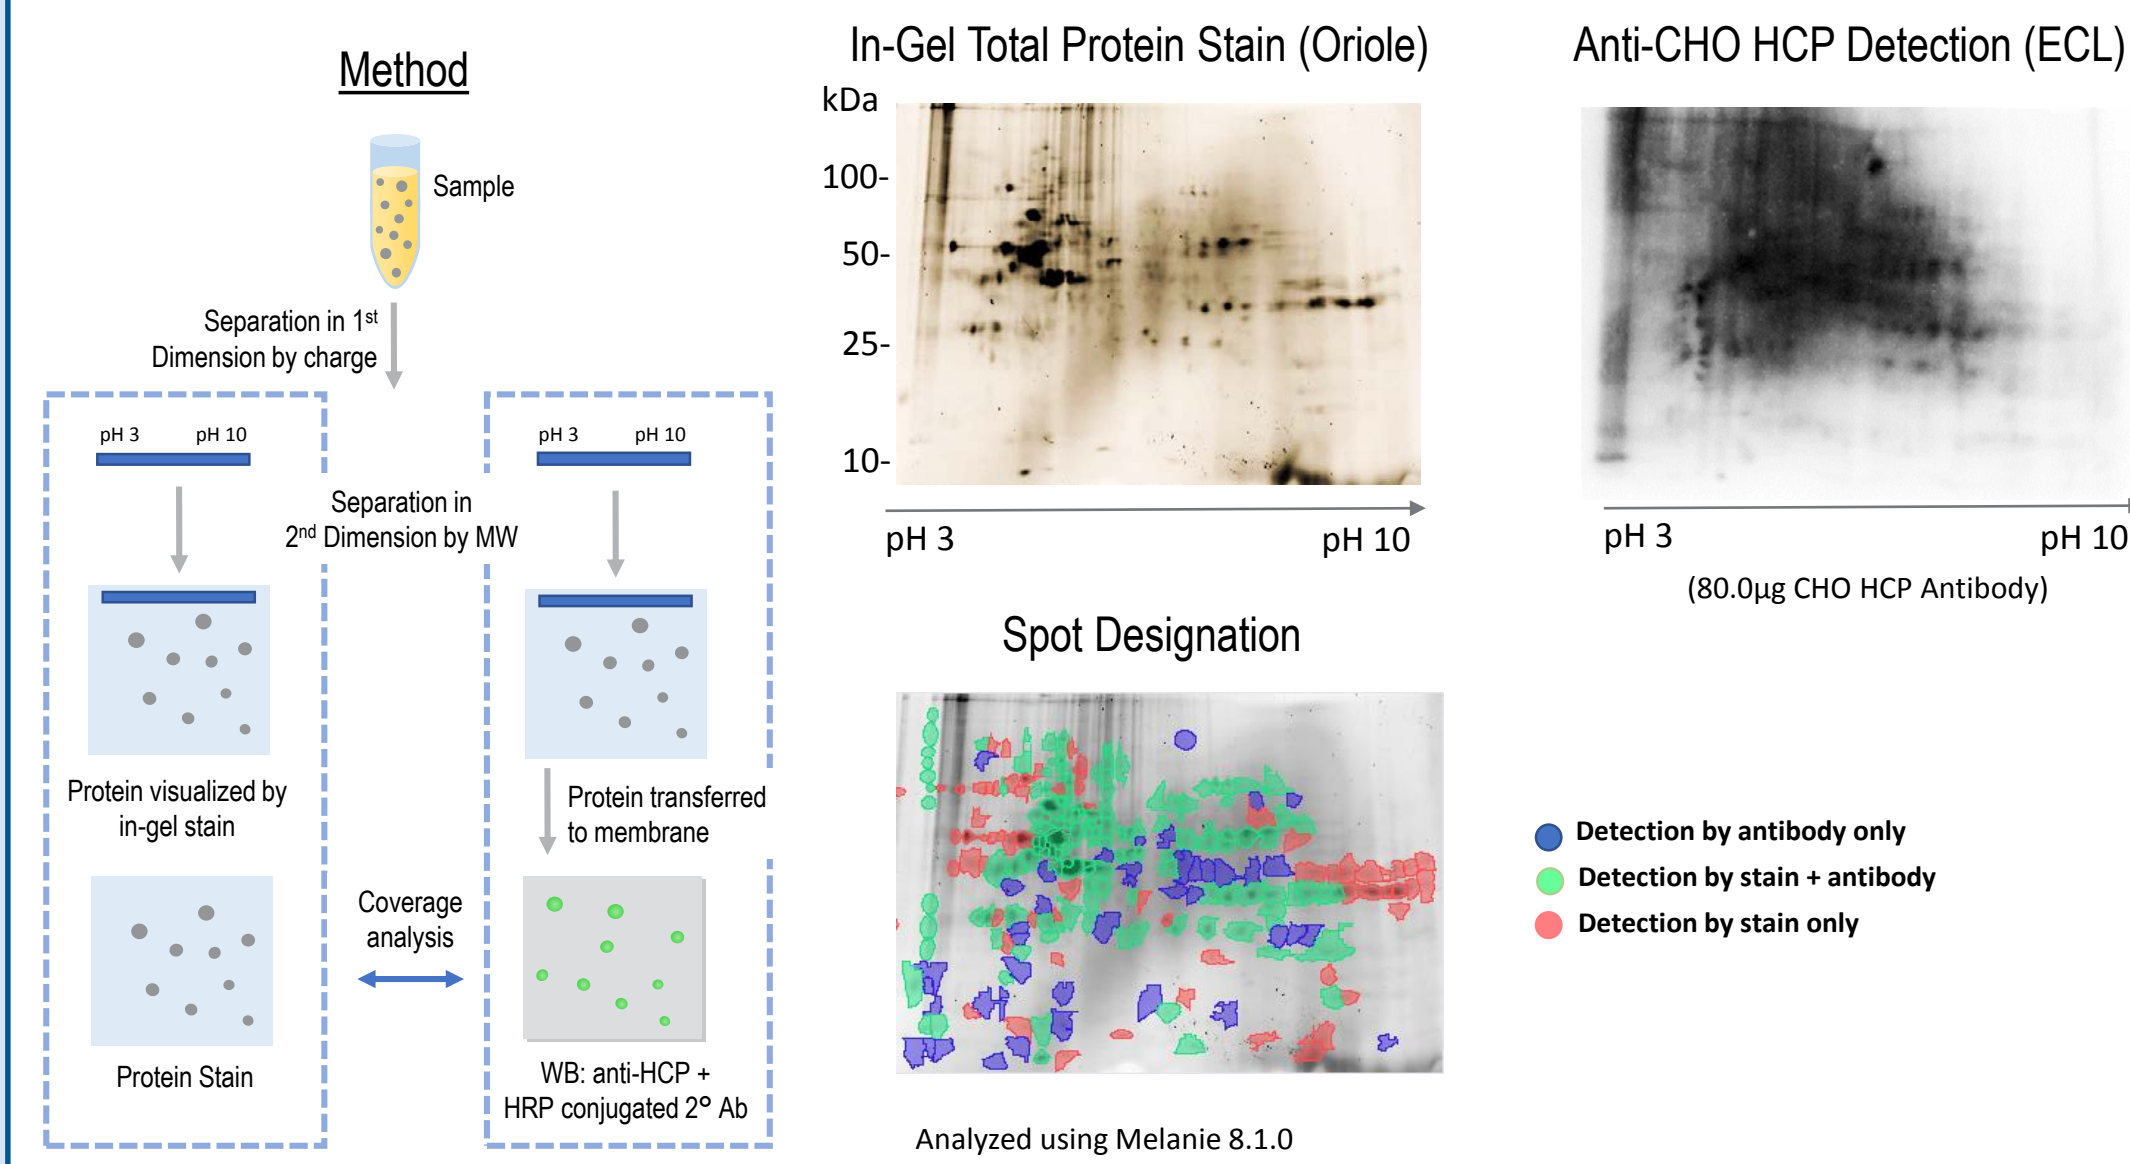 Method
Sample
Separation in 1st
Dimension by charge
pH 3 pH 10
pH 3 pH 10
Separation in
2nd Dimension by MW
Protein visualized by
in-gel stain
Protein transferred
to membrane
Coverage
analysis
Protein Stain
WB: anti-HCP +
HRP conjugated 2° Ab
In-Gel Total Protein Stain (Oriole)
kDa
100-
50-
25-
10-
pH 3 pH 10
Anti-CHO HCP Detection (ECL)
pH 3 pH 10
(80.0µg CHO HCP Antibody)
Spot Designation
Analyzed using Melanie 8.1.0
Detection by antibody only
Detection by stain + antibody
Detection by stain only